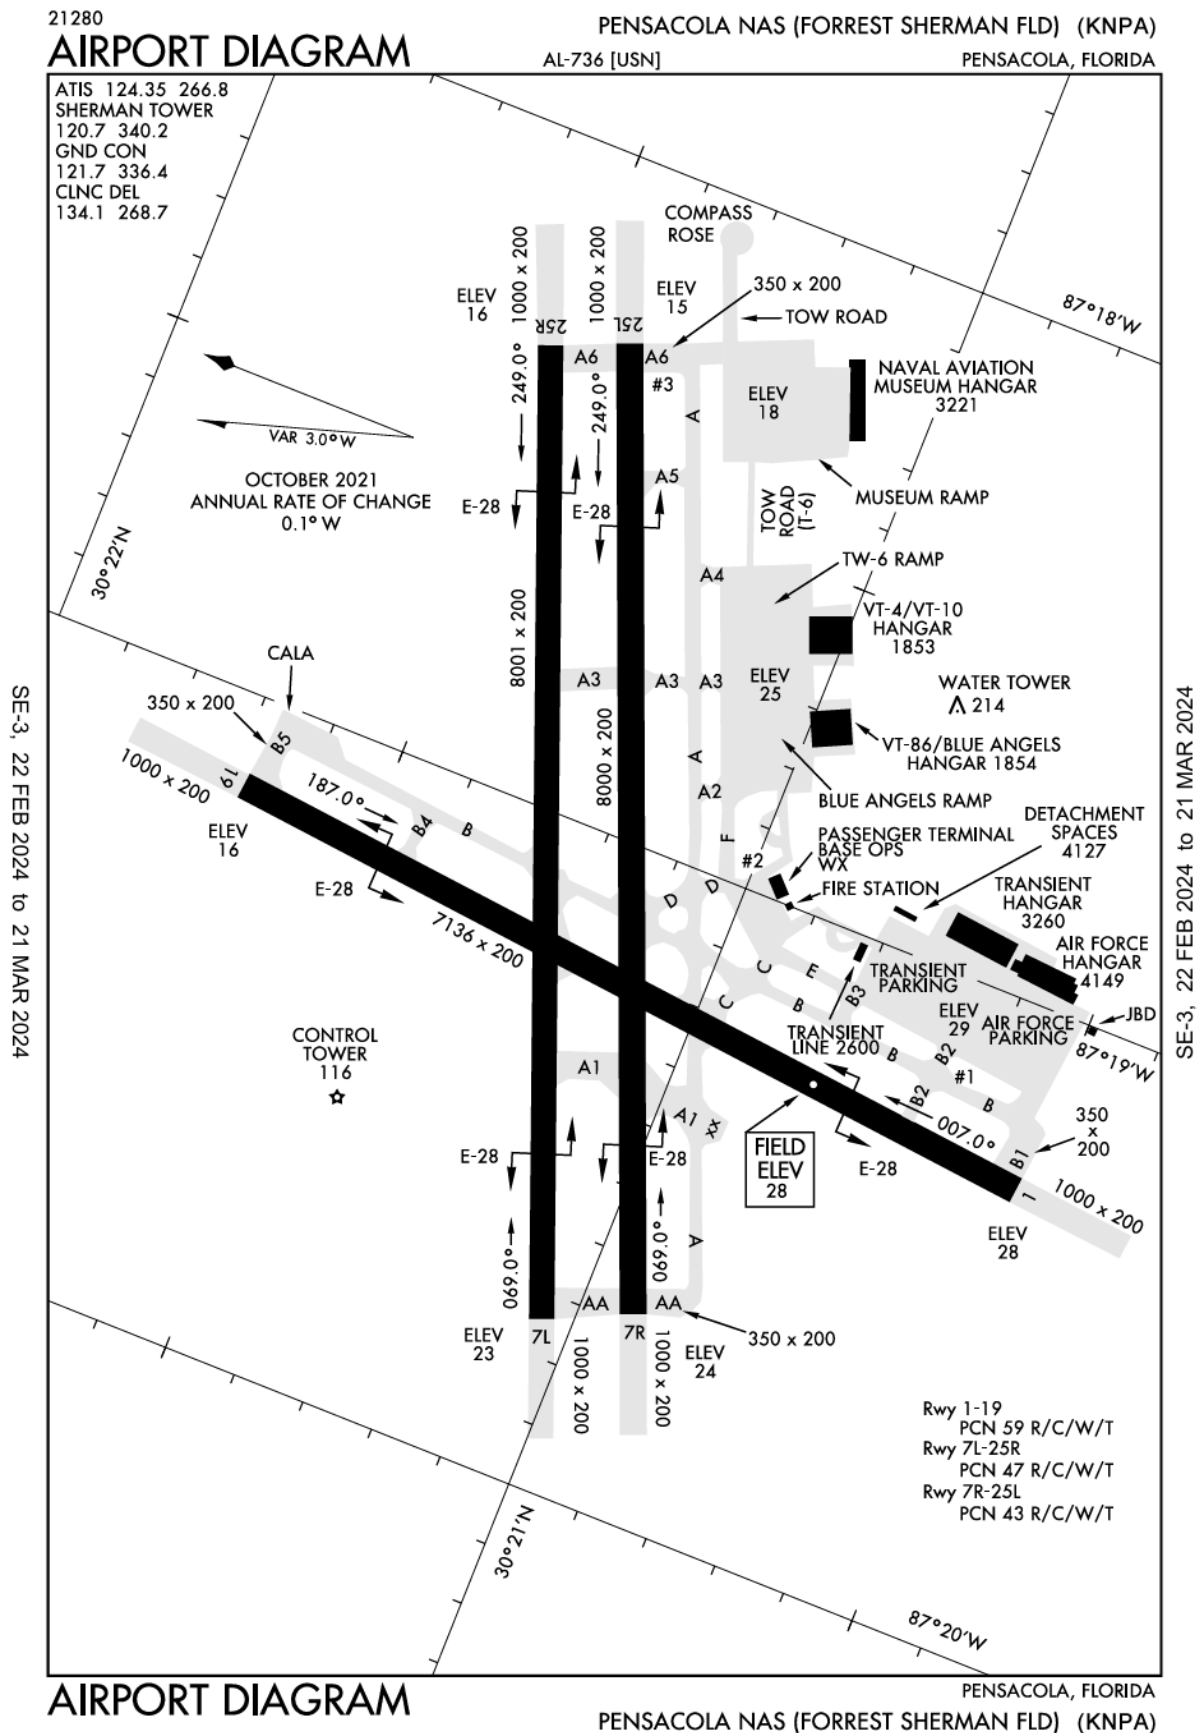 21280
AIRPORT DIAGRAM
AL-736 [USN]
PENSACOLA NAS (FORREST SHERMAN FLD) (KNPA)
PENSACOLA, FLORIDA
ATIS 124.35 266.8
SHERMAN TOWER
120.7 340.2
GND CON
121.7 336.4
CLNC DEL
134.1 268.7
COMPASS
ROSE
1000 x 200
1000 x 200
ELEV
16
ELEV
15
350 x 200
TOW ROAD
87°18'W
25R
25L
A6
A6
#3
249.0°
249.0°
A
ELEV
18
NAVAL AVIATION
MUSEUM HANGAR
3221
VAR 3.0°W
OCTOBER 2021
ANNUAL RATE OF CHANGE
0.1°W
E-28
E-28
A5
TOW
ROAD
(T-6)
MUSEUM RAMP
30°22'N
TW-6 RAMP
A4
8001 x 200
VT-4/VT-10
HANGAR
1853
CALA
A3
A3
A3
ELEV
25
WATER TOWER
214
350 x 200
B5
8000 x 200
A
VT-86/BLUE ANGELS
HANGAR 1854
1000 x 200
19
187.0°
A2
BLUE ANGELS RAMP
ELEV
16
B4
B
F
#2
PASSENGER TERMINAL
BASE OPS
WX
DETACHMENT
SPACES
4127
E-28
FIRE STATION
TRANSIENT
HANGAR
3260
D
D
7136 x 200
AIR FORCE
HANGAR
4149
C
E
B3
TRANSIENT
PARKING
C
B
ELEV
29
AIR FORCE
PARKING
JBD
87°19'W
CONTROL
TOWER
116
TRANSIENT
LINE 2600
B
B2
#1
A1
B2
B
A1
XX
007.0°
350
x
200
FIELD
ELEV
28
E-28
E-28
E-28
B1
1
1000 x 200
ELEV
28
069.0°
069.0°
A
AA
AA
7L
7R
ELEV
23
1000 x 200
1000 x 200
ELEV
24
350 x 200
Rwy 1-19
PCN 59 R/C/W/T
Rwy 7L-25R
PCN 47 R/C/W/T
Rwy 7R-25L
PCN 43 R/C/W/T
30°21'N
87°20'W
SE-3, 22 FEB 2024 to 21 MAR 2024
SE-3, 22 FEB 2024 to 21 MAR 2024
AIRPORT DIAGRAM
PENSACOLA, FLORIDA
PENSACOLA NAS (FORREST SHERMAN FLD) (KNPA)